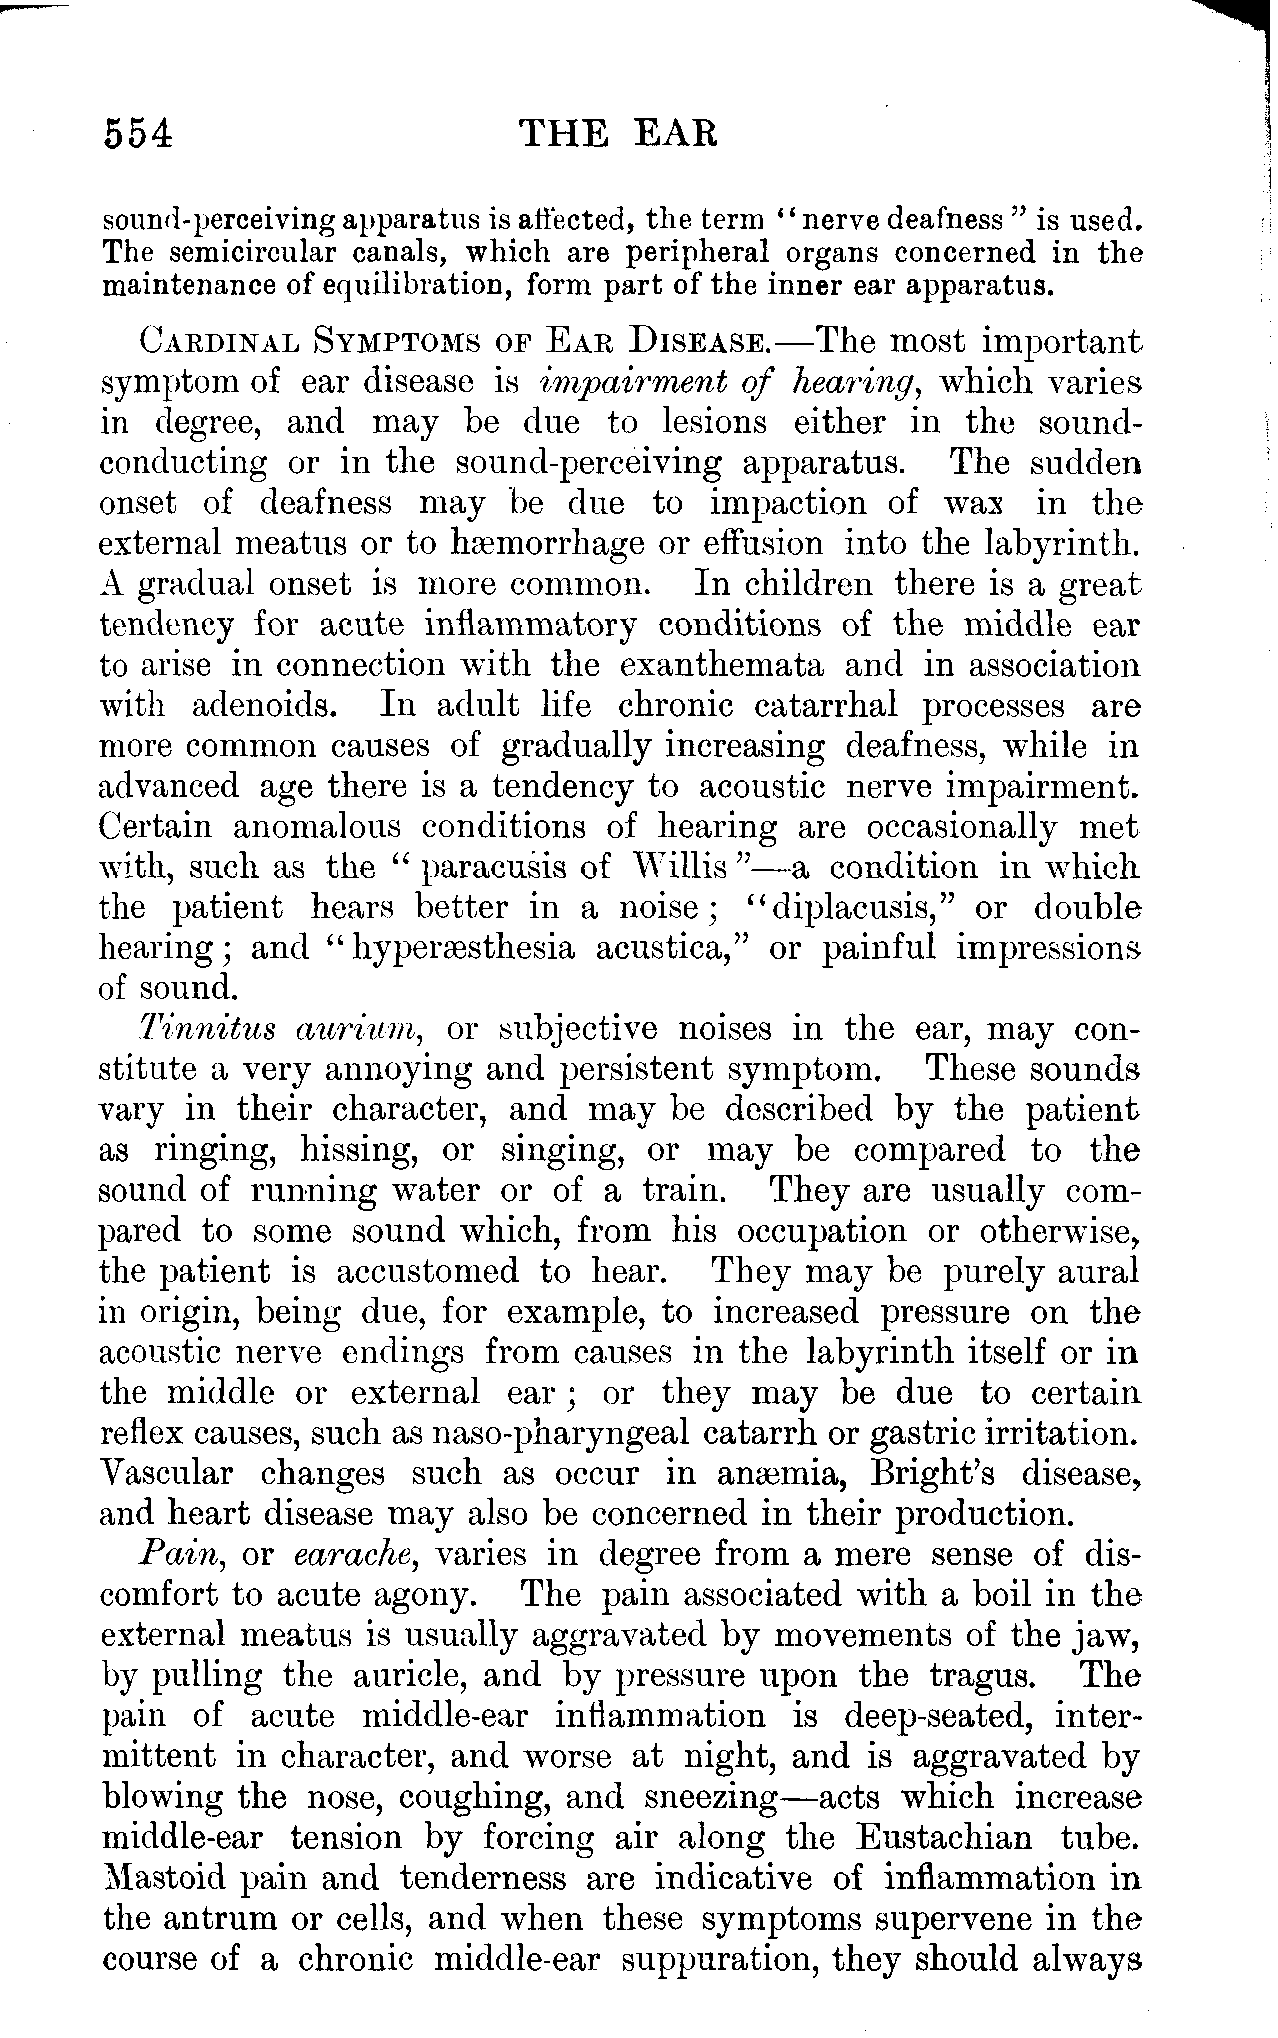 554 THE EAR
sound-perceiving apparatus is affected, the term “nerve deafness” is used.
The semicircular canals, which are peripheral organs concerned in the
maintenance of equilibration, form part of the inner ear apparatus.
CARDINAL SYMPTOMS OF EAR DISEASE.—The most important
symptom of ear disease is impairment of hearing, which varies
in degree, and may be due to lesions either in the sound-
conducting or in the sound-perceiving apparatus. The sudden
onset of deafness may be due to impaction of wax in the
external meatus or to hæmorrhage or effusion into the labyrinth.
A gradual onset is more common. In children there is a great
tendency for acute inflammatory conditions of the middle ear
to arise in connection with the exanthemata and in association
with adenoids. In adult life chronic catarrhal processes are
more common causes of gradually increasing deafness, while in
advanced age there is a tendency to acoustic nerve impairment.
Certain anomalous conditions of hearing are occasionally met
with, such as the “paracusis of Willis”—a condition in which
the patient hears better in a noise; “diplacusis,” or double
hearing; and “hyperæsthesia acustica,” or painful impressions
of sound.
Tinnitus aurium, or subjective noises in the ear, may con-
stitute a very annoying and persistent symptom. These sounds
vary in their character, and may be described by the patient
as ringing, hissing, or singing, or may be compared to the
sound of running water or of a train. They are usually com-
pared to some sound which, from his occupation or otherwise,
the patient is accustomed to hear. They may be purely aural
in origin, being due, for example, to increased pressure on the
acoustic nerve endings from causes in the labyrinth itself or in
the middle or external ear; or they may be due to certain
reflex causes, such as naso-pharyngeal catarrh or gastric irritation.
Vascular changes such as occur in anæmia, Bright’s disease,
and heart disease may also be concerned in their production.
Pain, or earache, varies in degree from a mere sense of dis-
comfort to acute agony. The pain associated with a boil in the
external meatus is usually aggravated by movements of the jaw,
by pulling the auricle, and by pressure upon the tragus. The
pain of acute middle-ear inflammation is deep-seated, inter-
mittent in character, and worse at night, and is aggravated by
blowing the nose, coughing, and sneezing—acts which increase
middle-ear tension by forcing air along the Eustachian tube.
Mastoid pain and tenderness are indicative of inflammation in
the antrum or cells, and when these symptoms supervene in the
course of a chronic middle-ear suppuration, they should always